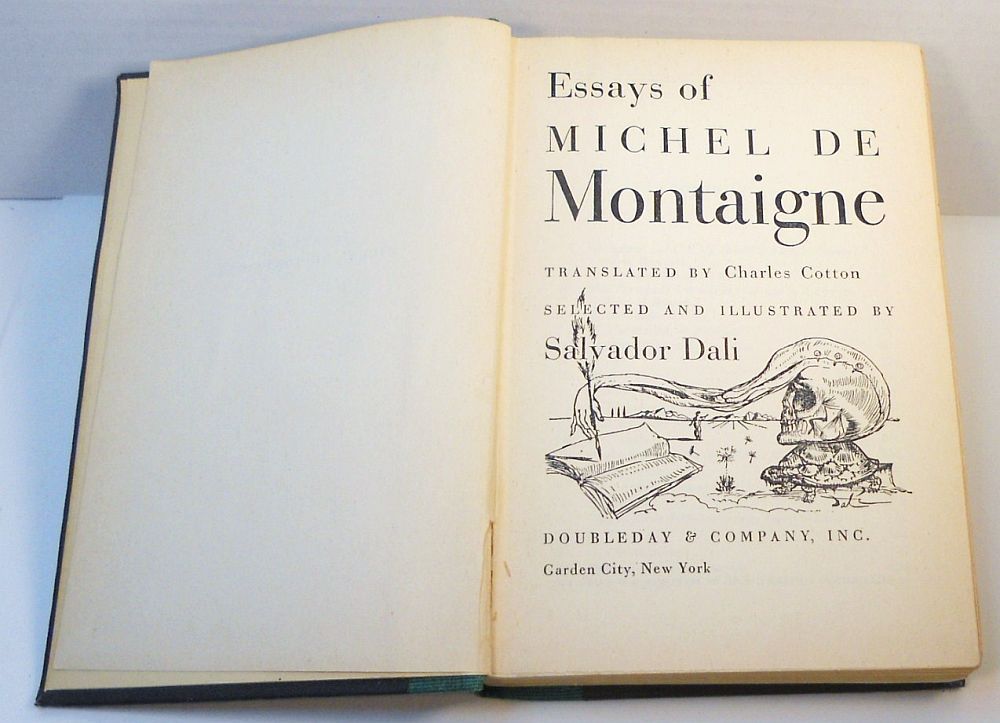 Essays of
MICHEL DE
Montaigne
TRANSLATED BY Charles Cotton
SELECTED AND ILLUSTRATED BY
Salvador Dali
Dali
DOUBLEDAY & COMPANY, INC.
Garden City, New York